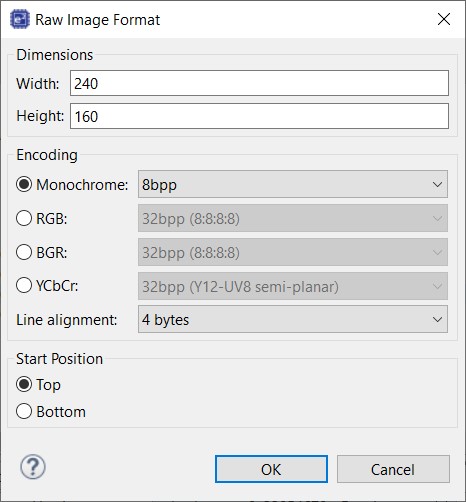 Raw Image Format
Dimensions
Width: 240
Height: 160
Encoding
Monochrome: 8bpp
RGB: 32bpp (8:8:8:8)
BGR: 32bpp (8:8:8:8)
YCbCr: 32bpp (Y12-UV8 semi-planar)
Line alignment: 4 bytes
Start Position
Top
Bottom
? OK Cancel